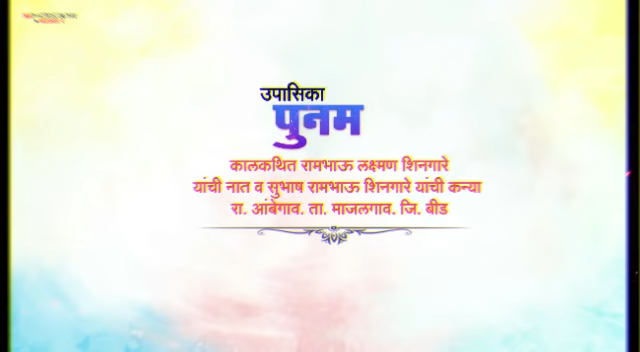 उपासिका
पुनम
कालकथित रामभाऊ लक्ष्मण शिनगारे
यांची नात व सुभाष रामभाऊ शिनगारे यांची कन्या
रा. आंबेगाव. ता. माजलगाव. जि. बीड